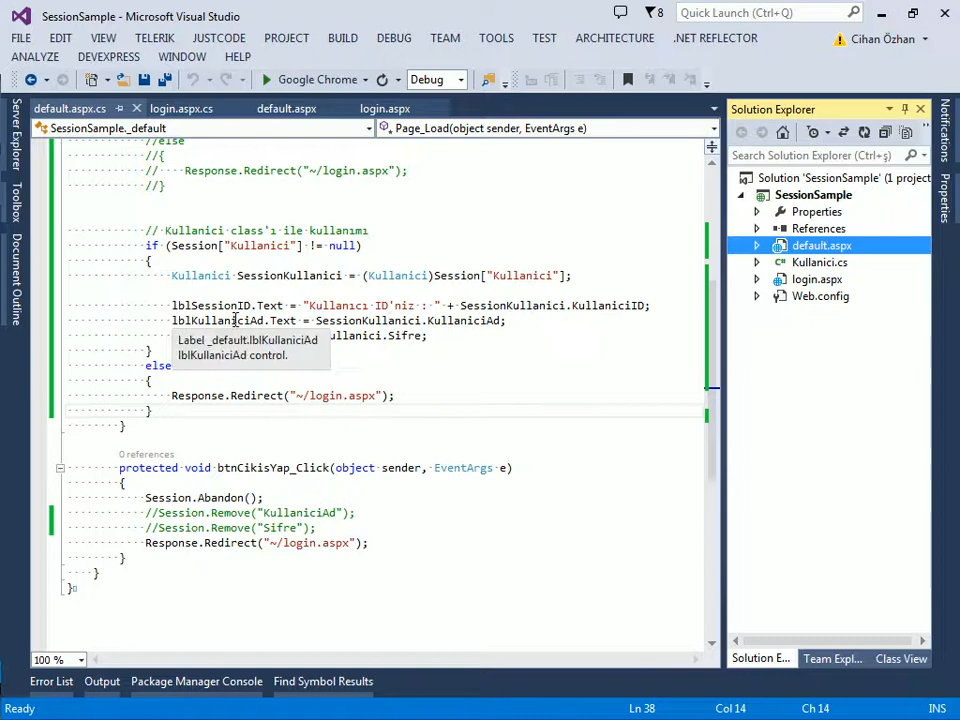 SessionSample - Microsoft Visual Studio
8
Quick Launch (Ctrl+Q)
FILE EDIT VIEW TELERIK JUSTCODE PROJECT BUILD DEBUG TEAM TOOLS TEST ARCHITECTURE .NET REFLECTOR
Cihan Özhan
ANALYZE DEVEXPRESS WINDOW HELP
Google Chrome
Debug
default.aspx.cs login.aspx.cs default.aspx login.aspx
SessionSample._default
Page_Load(object sender, EventArgs e)
//else
//{
// Response.Redirect("~/login.aspx");
//}
// Kullanici class'ı ile kullanımı
if (Session["Kullanici"] != null)
{
Kullanici SessionKullanici = (Kullanici)Session["Kullanici"];
lblSessionID.Text = "Kullanıcı ID'niz : " + SessionKullanici.KullaniciID;
lblKullaniciAd.Text = SessionKullanici.KullaniciAd;
ullanici.Sifre;
Label _default.lblKullaniciAd
lblKullaniciAd control.
}
else
{
Response.Redirect("~/login.aspx");
}
}
0 references
protected void btnCikisYap_Click(object sender, EventArgs e)
{
Session.Abandon();
//Session.Remove("KullaniciAd");
//Session.Remove("Sifre");
Response.Redirect("~/login.aspx");
}
}
}
100 %
Error List Output Package Manager Console Find Symbol Results
Ready
Ln 38
Col 14
Ch 14
INS
Server Explorer
Toolbox
Document Outline
Solution Explorer
Search Solution Explorer (Ctrl+ş)
Solution 'SessionSample' (1 project
SessionSample
Properties
References
default.aspx
Kullanici.cs
login.aspx
Web.config
Solution E... Team Expl... Class View
Notifications
Properties